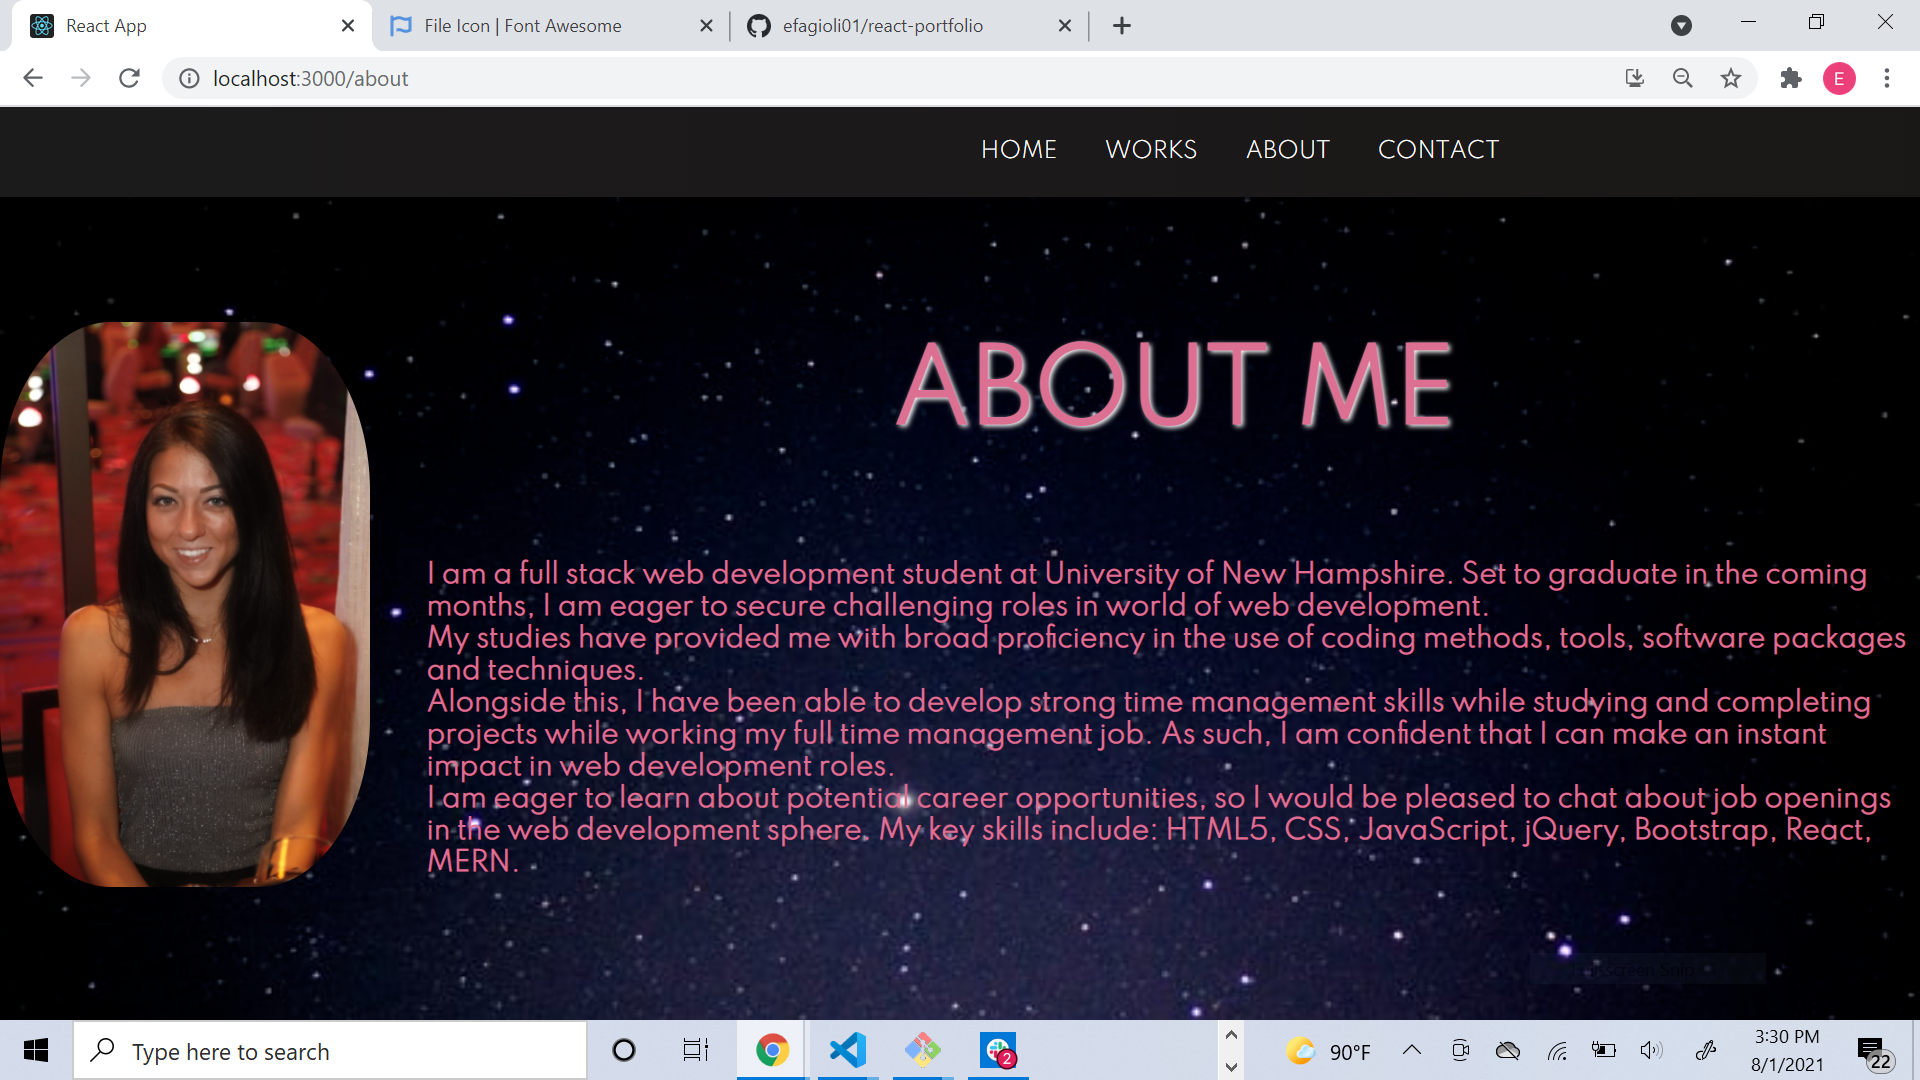 React App
File Icon | Font Awesome
efagioli01/react-portfolio
localhost:3000/about
E
HOME WORKS ABOUT CONTACT
ABOUT ME
I am a full stack web development student at University of New Hampshire. Set to graduate in the coming
months, I am eager to secure challenging roles in world of web development.
My studies have provided me with broad proficiency in the use of coding methods, tools, software packages
and techniques.
Alongside this, I have been able to develop strong time management skills while studying and completing
projects while working my full time management job. As such, I am confident that I can make an instant
impact in web development roles.
I am eager to learn about potential career opportunities, so I would be pleased to chat about job openings
in the web development sphere. My key skills include: HTML5, CSS, JavaScript, jQuery, Bootstrap, React,
MERN.
Type here to search
2
90°F
3:30 PM
8/1/2021
22